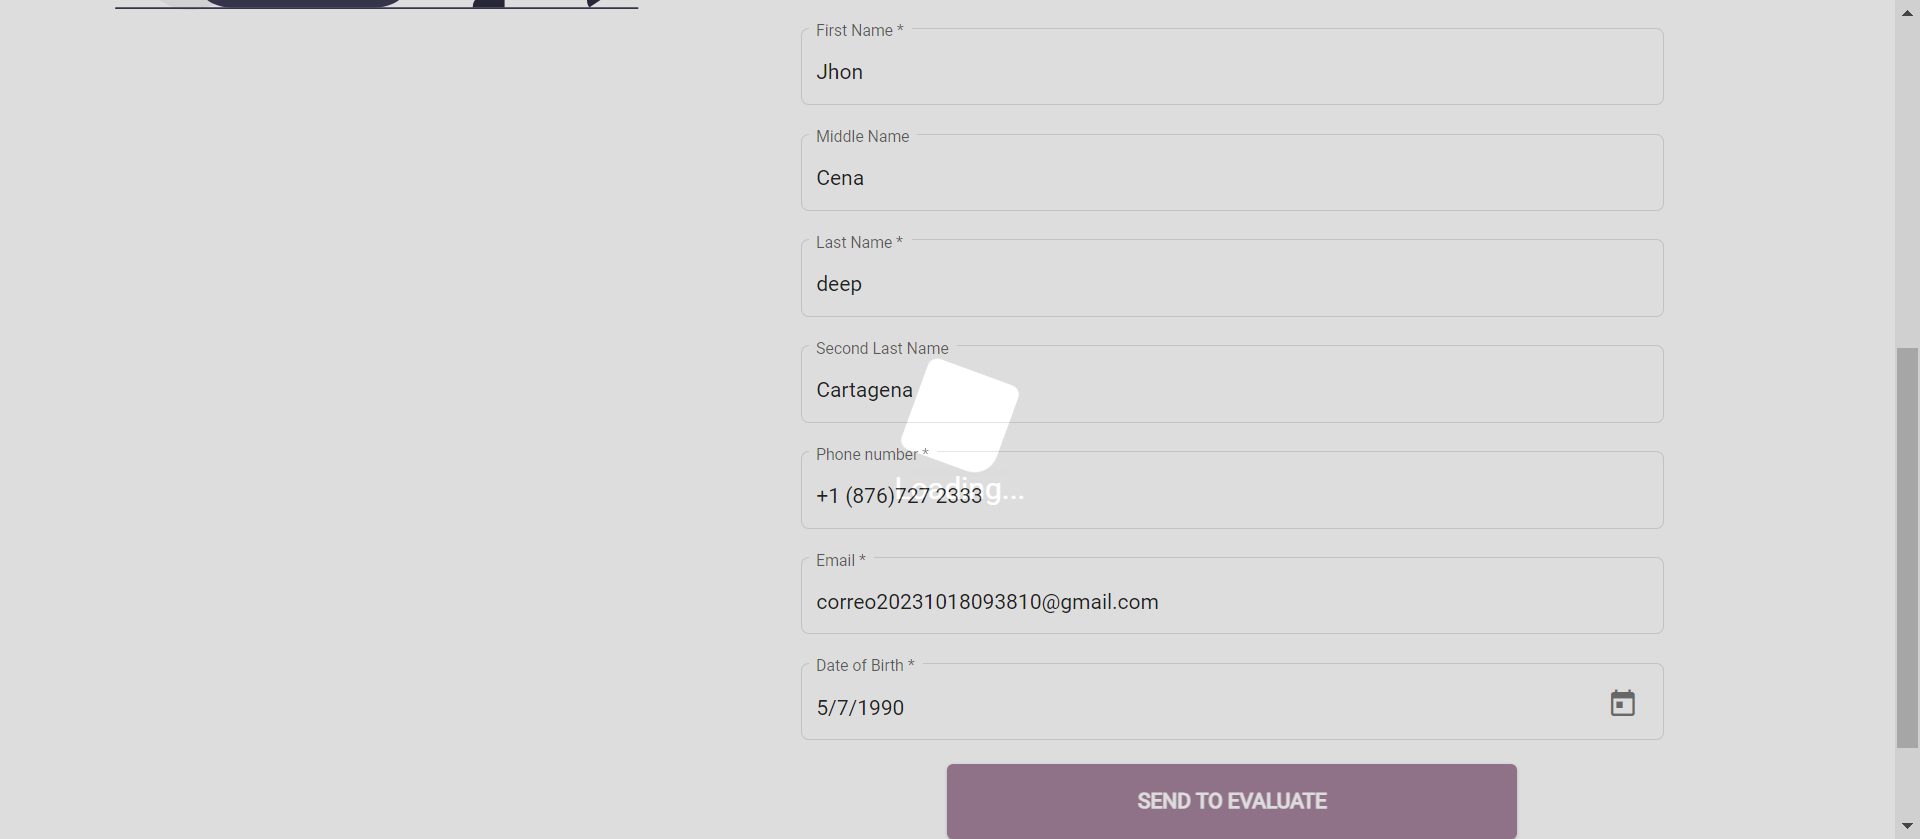 First Name *
Jhon
Middle Name
Cena
Last Name *
deep
Second Last Name
Cartagena
Phone number *
+1 (876)727 2333
Loading...
Email *
correo20231018093810@gmail.com
Date of Birth *
5/7/1990
SEND TO EVALUATE